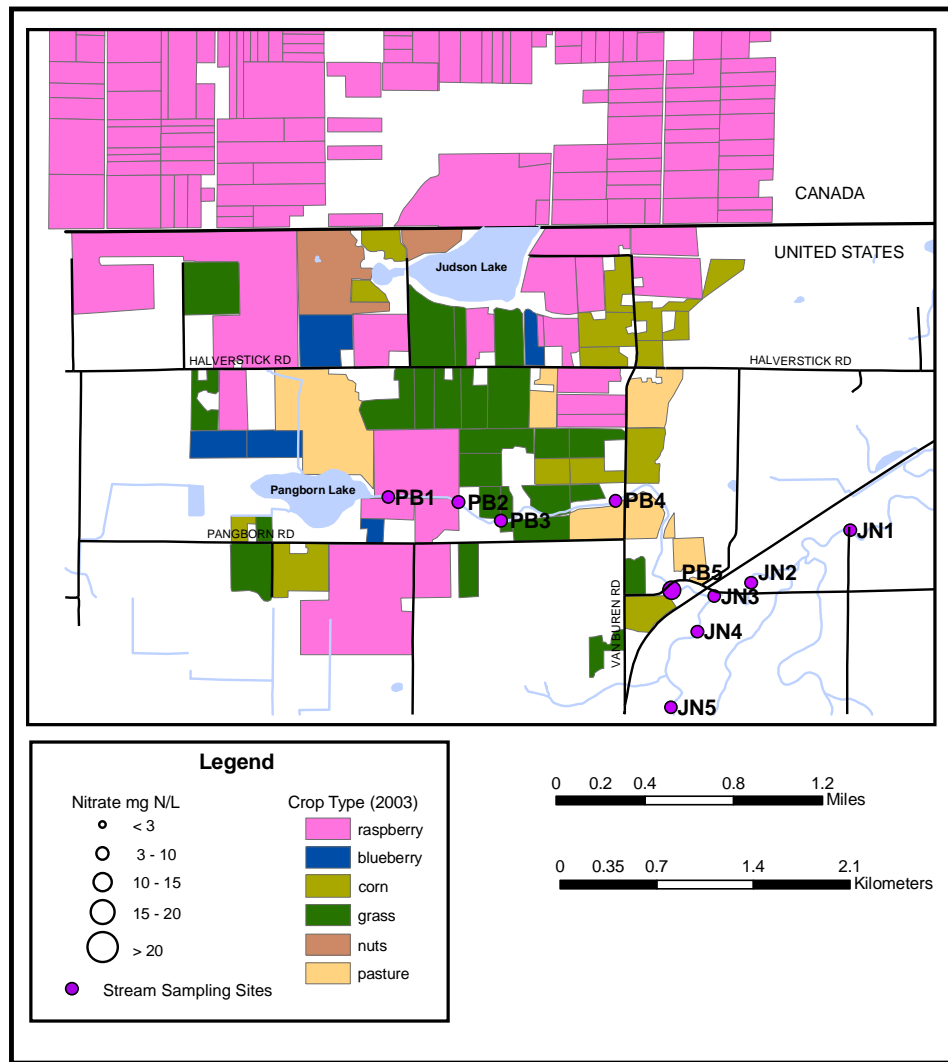 CANADA
UNITED STATES
Judson Lake
HALVERSTICK RD
HALVERSTICK RD
Pangborn Lake
PB1
PB2
PB3
PB4
PANGBORN RD
JN1
PB5
JN2
JN3
VAN BUREN RD
JN4
JN5
Legend
Nitrate mg N/L
< 3
3 - 10
10 - 15
15 - 20
> 20
Stream Sampling Sites
Crop Type (2003)
raspberry
blueberry
corn
grass
nuts
pasture
0 0.2 0.4 0.8 1.2
Miles
0 0.35 0.7 1.4 2.1
Kilometers